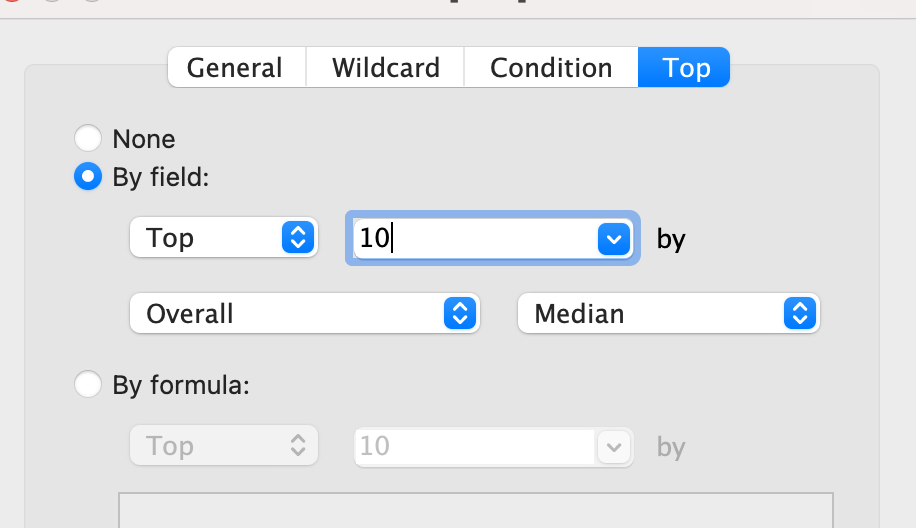 General Wildcard Condition Top
None
By field:
Top 10 by
Overall Median
By formula:
Top 10 by